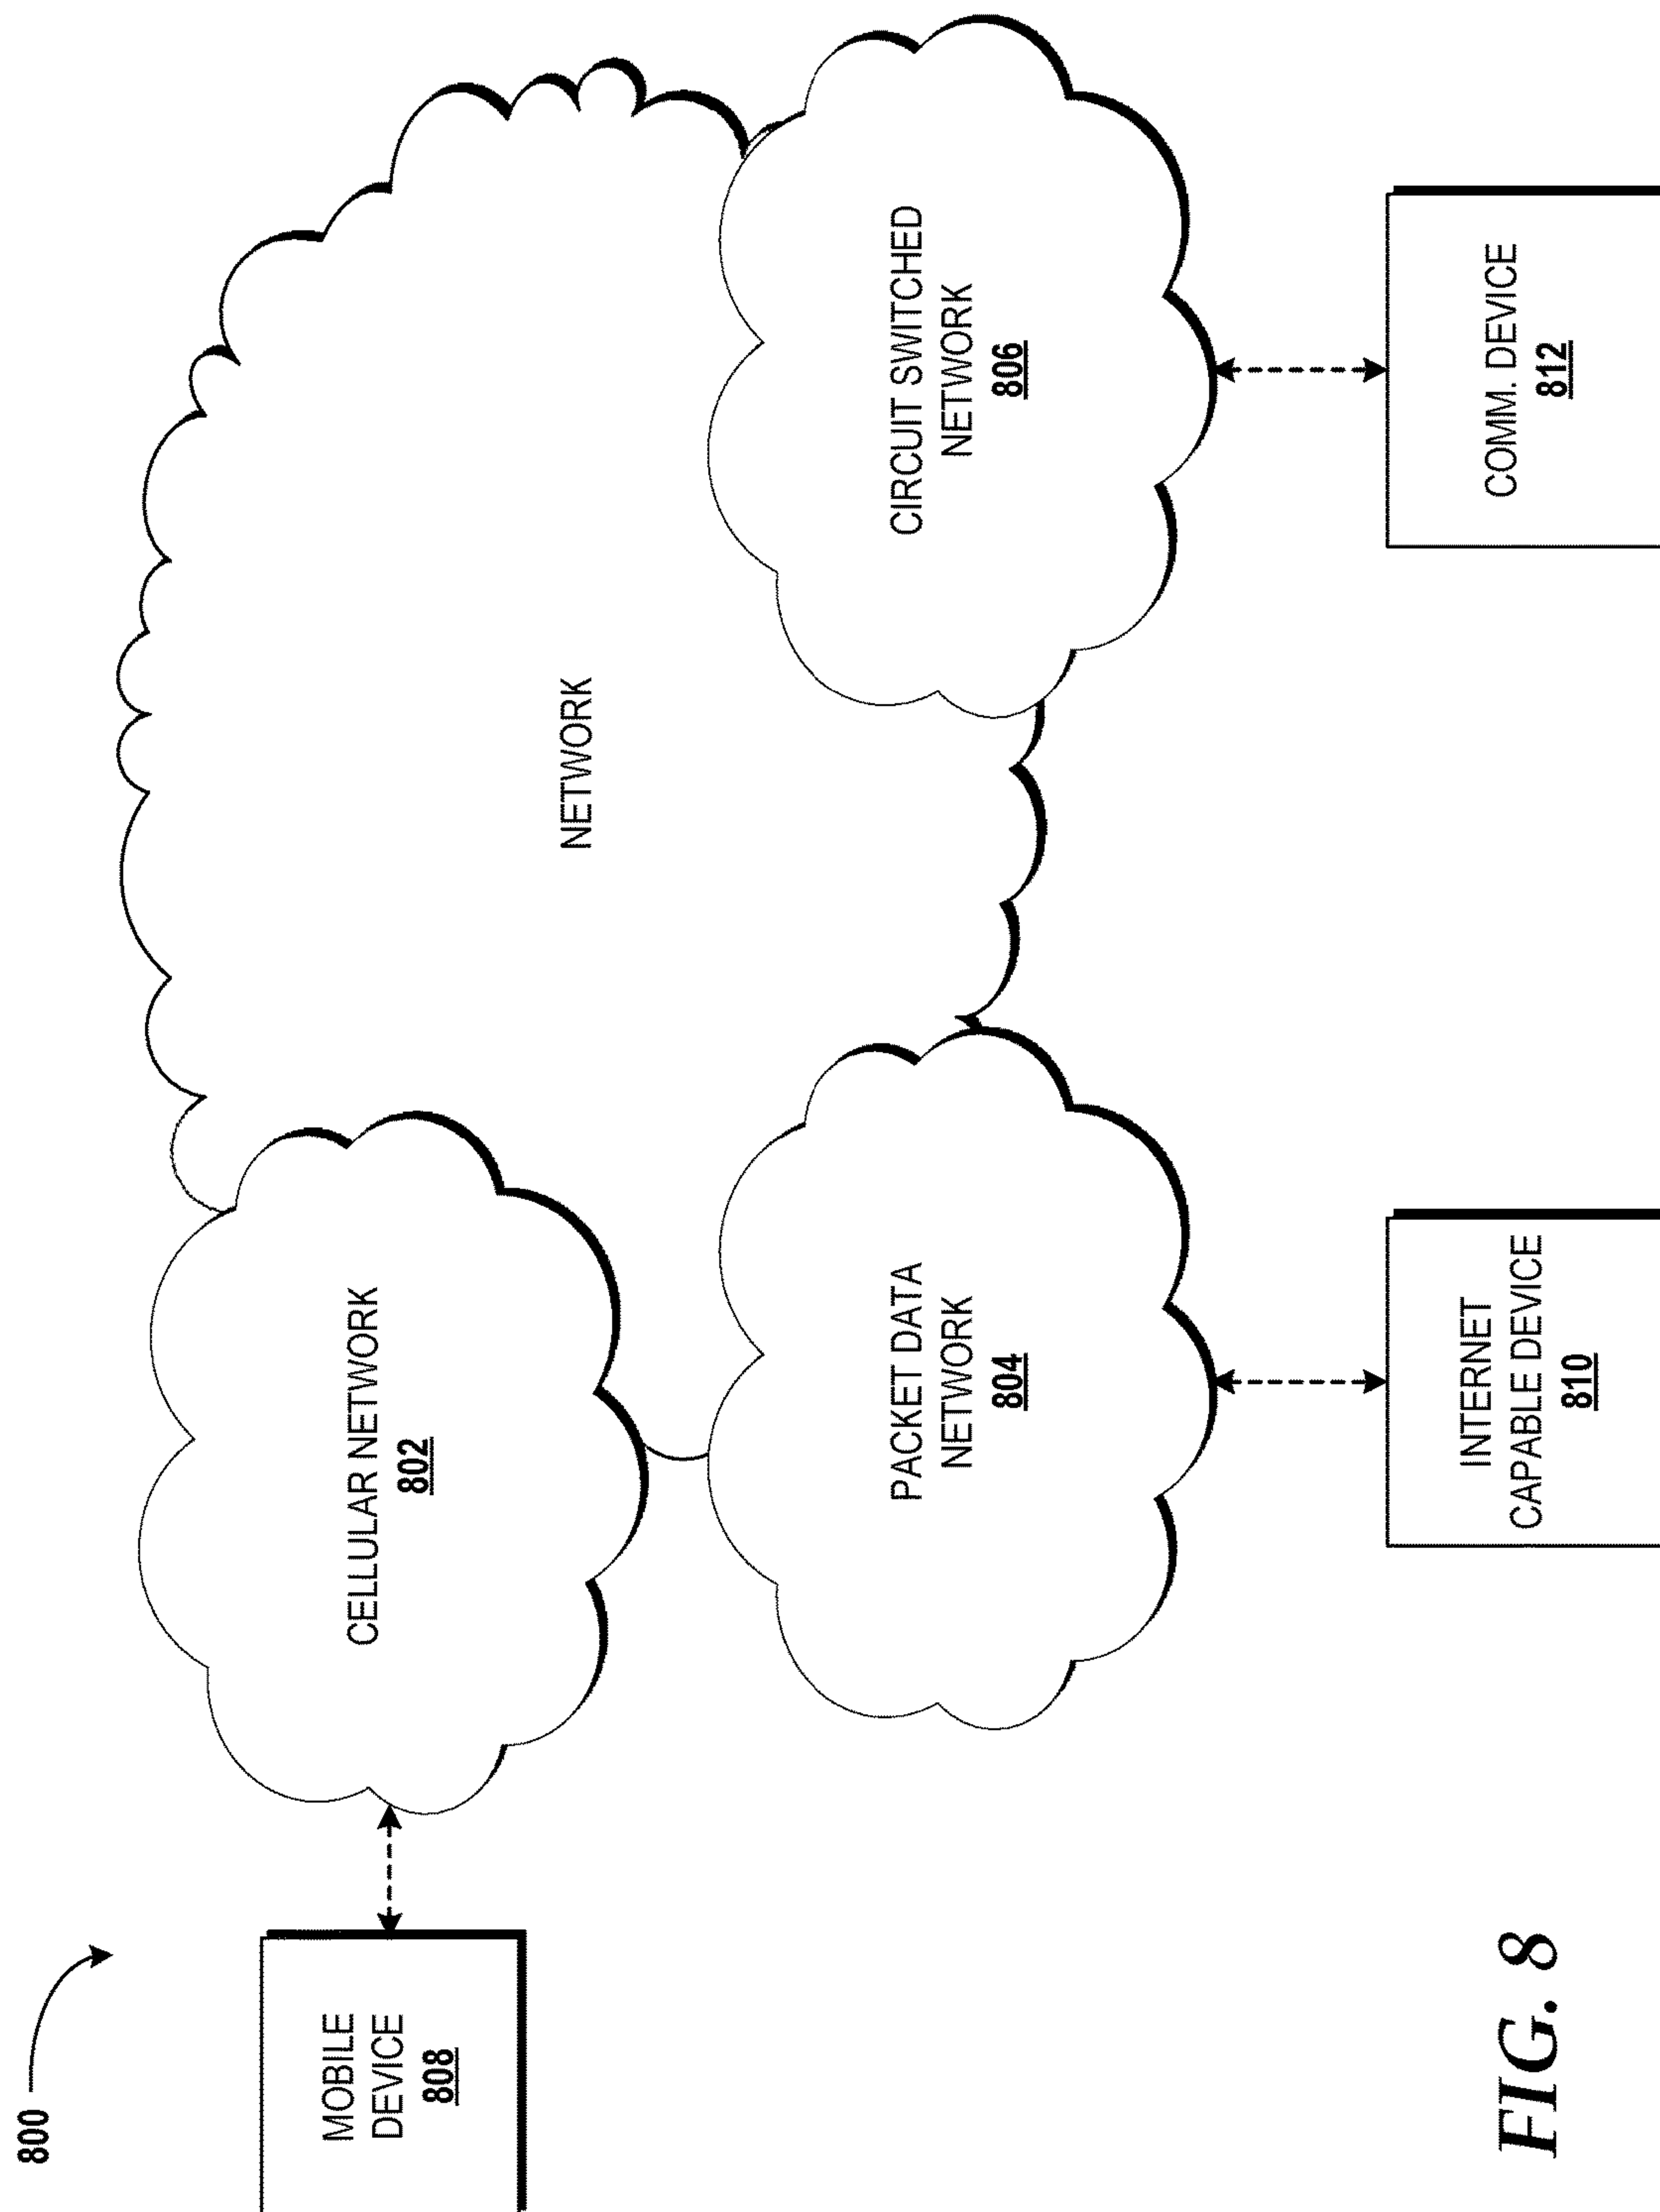 800
MOBILE
DEVICE
808
CELLULAR NETWORK
802
NETWORK
PACKET DATA
NETWORK
804
CIRCUIT SWITCHED
NETWORK
806
INTERNET
CAPABLE DEVICE
810
COMM. DEVICE
812
FIG. 8